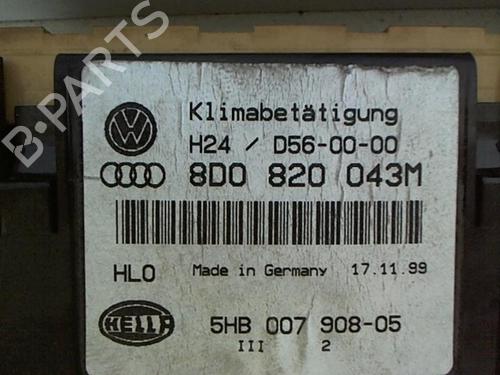 B-PARTS
Klimabetätigung
H24 / D56-00-00
8D0 820 043M
HLO Made in Germany 17.11.99
HELLA 5HB 007 908-05
III 2